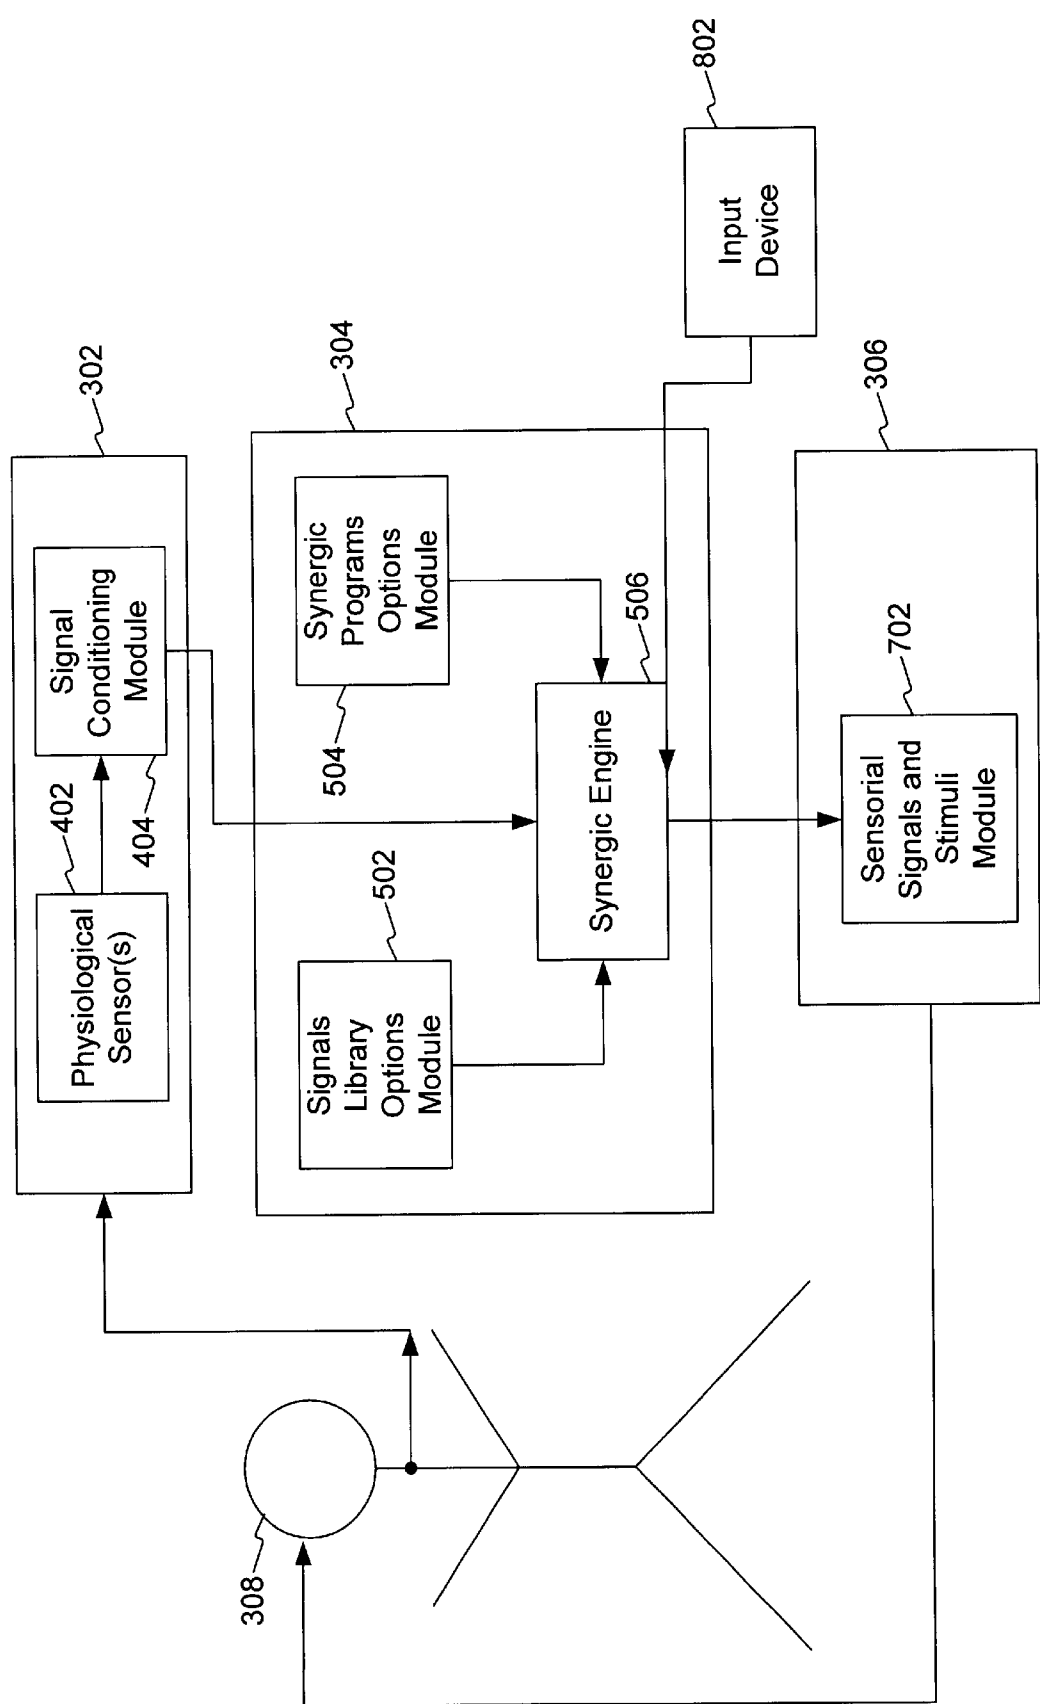 302
Physiological
Sensor(s)
402
Signal
Conditioning
Module
404
304
Signals
Library
Options
Module
502
Synergic
Programs
Options
Module
504
Synergic Engine
506
Input
Device
802
306
Sensorial
Signals and
Stimuli
Module
702
308